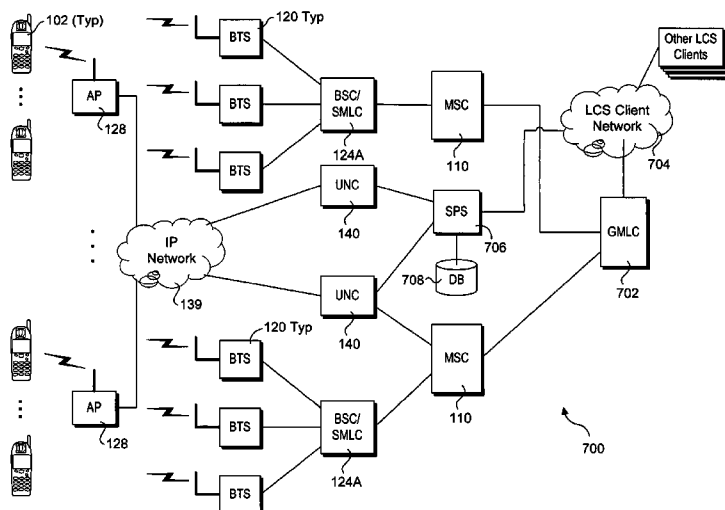 102 (Typ)
120 Typ
BTS
Other LCS
Clients
AP
128
BTS
BSC/
SMLC
124A
MSC
110
LCS Client
Network
704
BTS
UNC
140
SPS
706
GMLC
702
IP
Network
139
708
DB
UNC
140
120 Typ
BTS
MSC
110
AP
128
BTS
BSC/
SMLC
124A
700
BTS